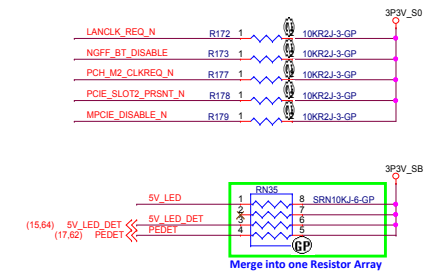 3P3V_S0
LANCLK_REQ_N R172 1 2 10KR2J-3-GP
NGFF_BT_DISABLE R173 1 2 10KR2J-3-GP
PCH_M2_CLKREQ_N R177 1 2 10KR2J-3-GP
PCIE_SLOT2_PRSNT_N R178 1 2 10KR2J-3-GP
MPCIE_DISABLE_N R179 1 2 10KR2J-3-GP
3P3V_SB
RN35
5V_LED 1 8 SRN10KJ-6-GP
2 7
(15,64) 5V_LED_DET 5V_LED_DET 3 6
(17,62) PEDET PEDET 4 5
GP
Merge into one Resistor Array